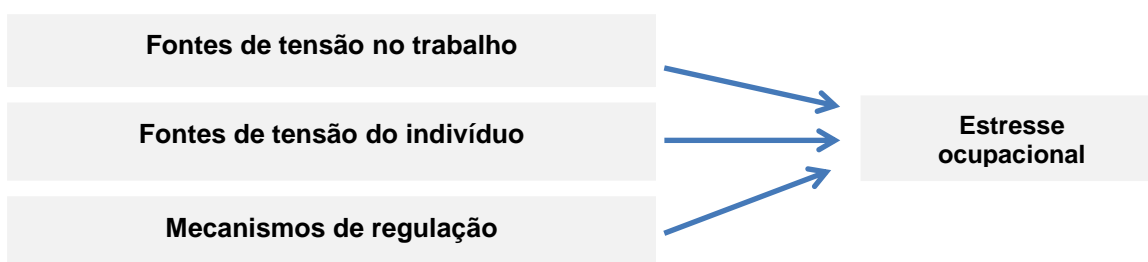 Fontes de tensão no trabalho
Fontes de tensão do indivíduo
Mecanismos de regulação
Estresse
ocupacional